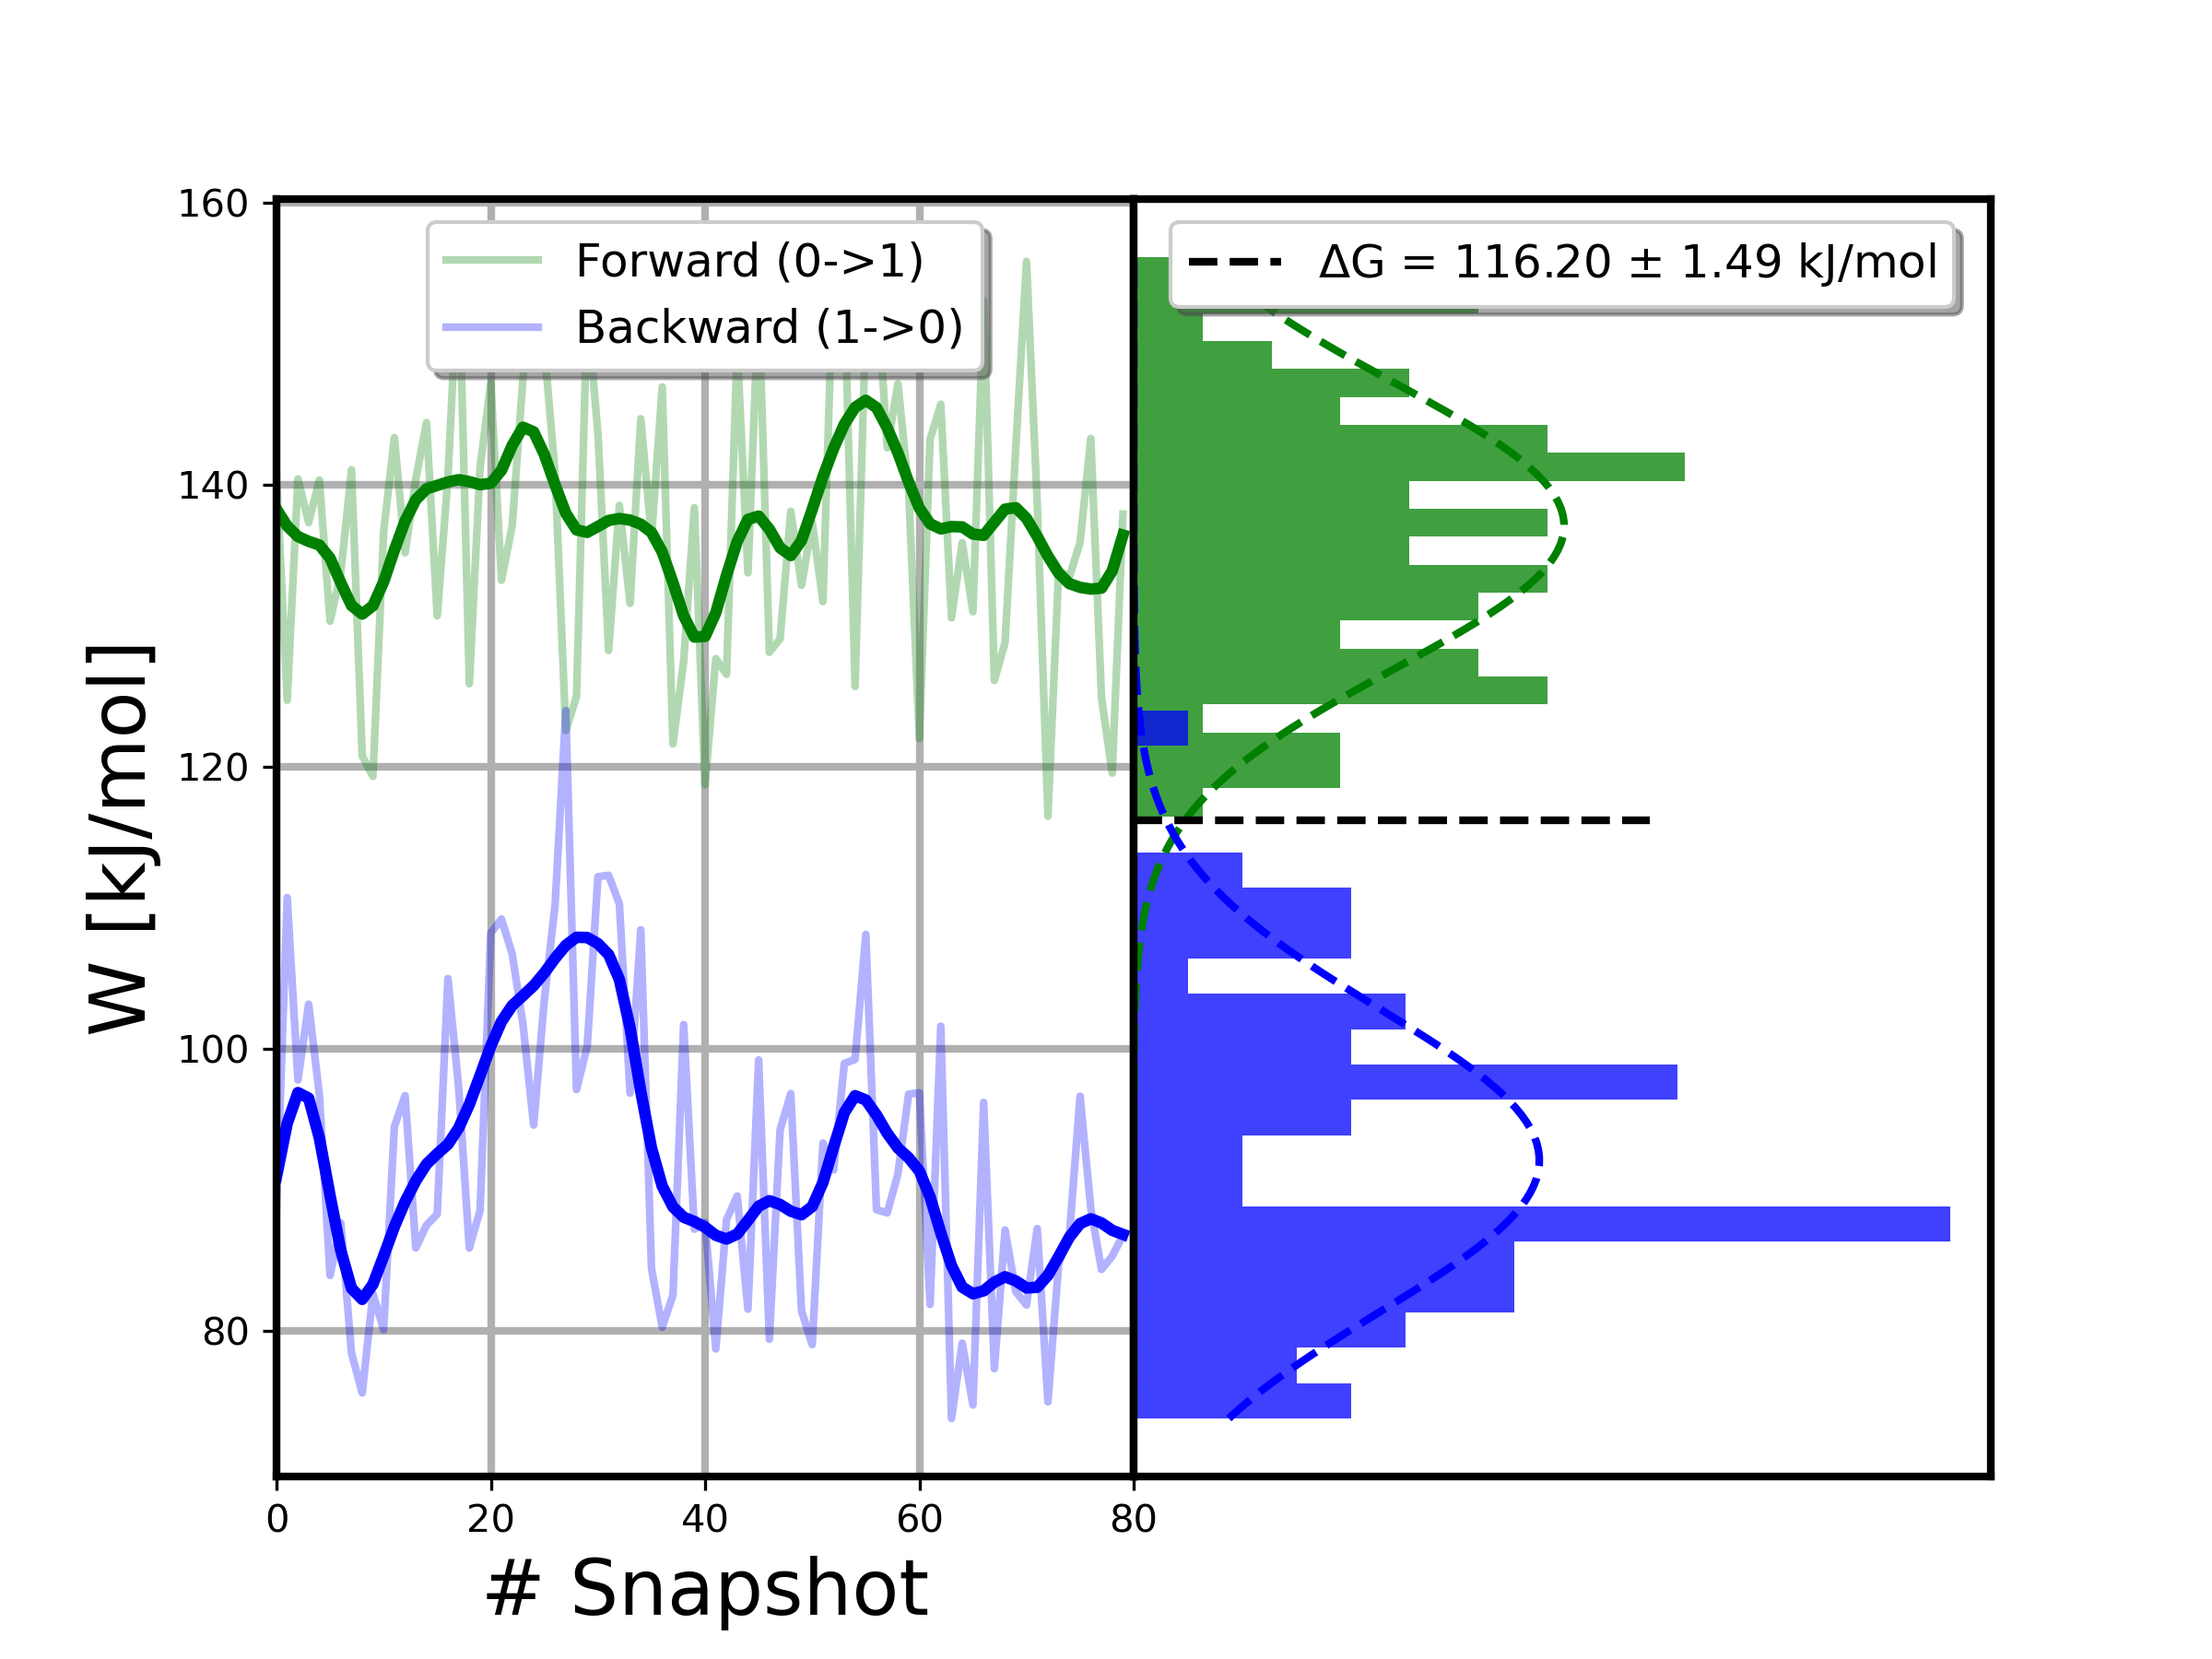 160
140
120
100
80
W [kJ/mol]
Forward (0->1)
Backward (1->0)
ΔG = 116.20 ± 1.49 kJ/mol
0 20 40 60 80
# Snapshot